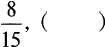 8/15, (      )